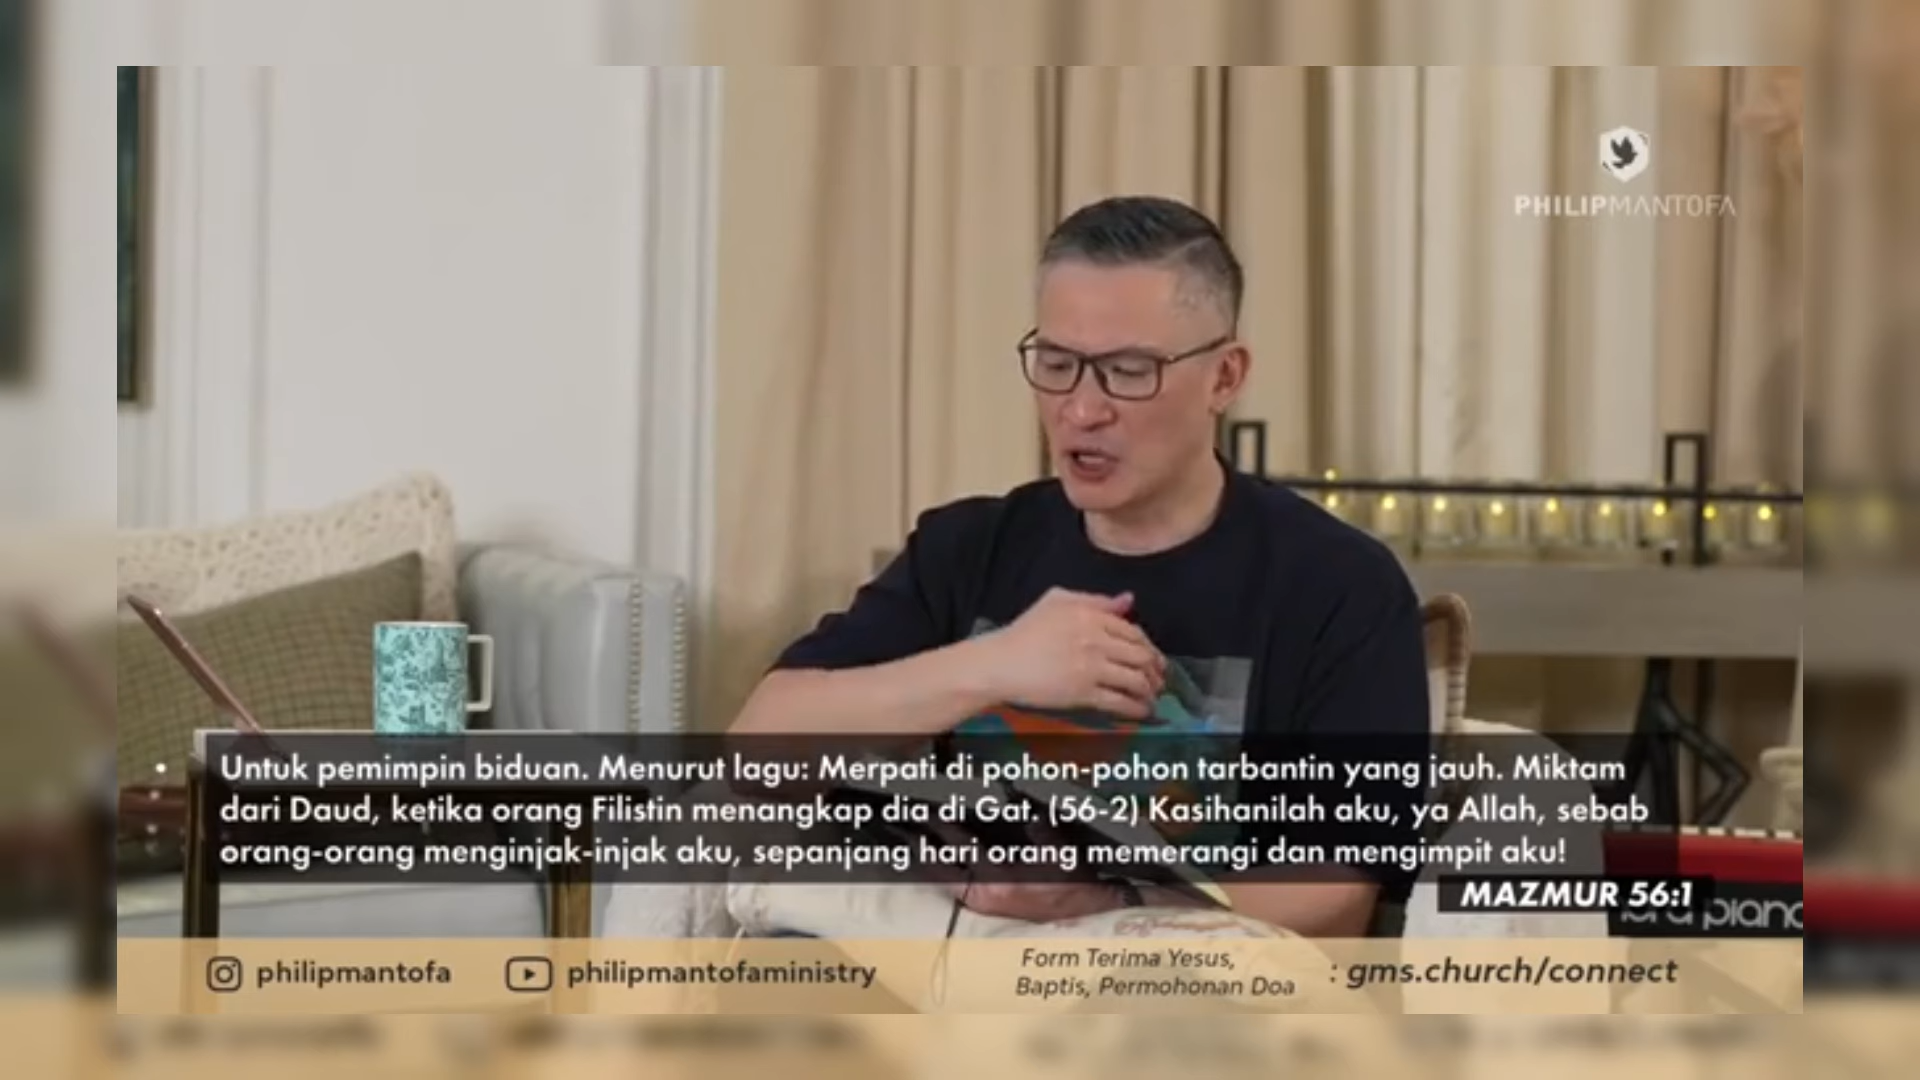 PHILIPMANTOFA
Untuk pemimpin biduan. Menurut lagu: Merpati di pohon-pohon tarbantin yang jauh. Miktam
dari Daud, ketika orang Filistin menangkap dia di Gat. (56-2) Kasihanilah aku, ya Allah, sebab
orang-orang menginjak-injak aku, sepanjang hari orang memerangi dan mengimpit aku!
MAZMUR 56:1
piano
philipmantofa
philipmantofaministry
Form Terima Yesus,
Baptis, Permohonan Doa
: gms.church/connect